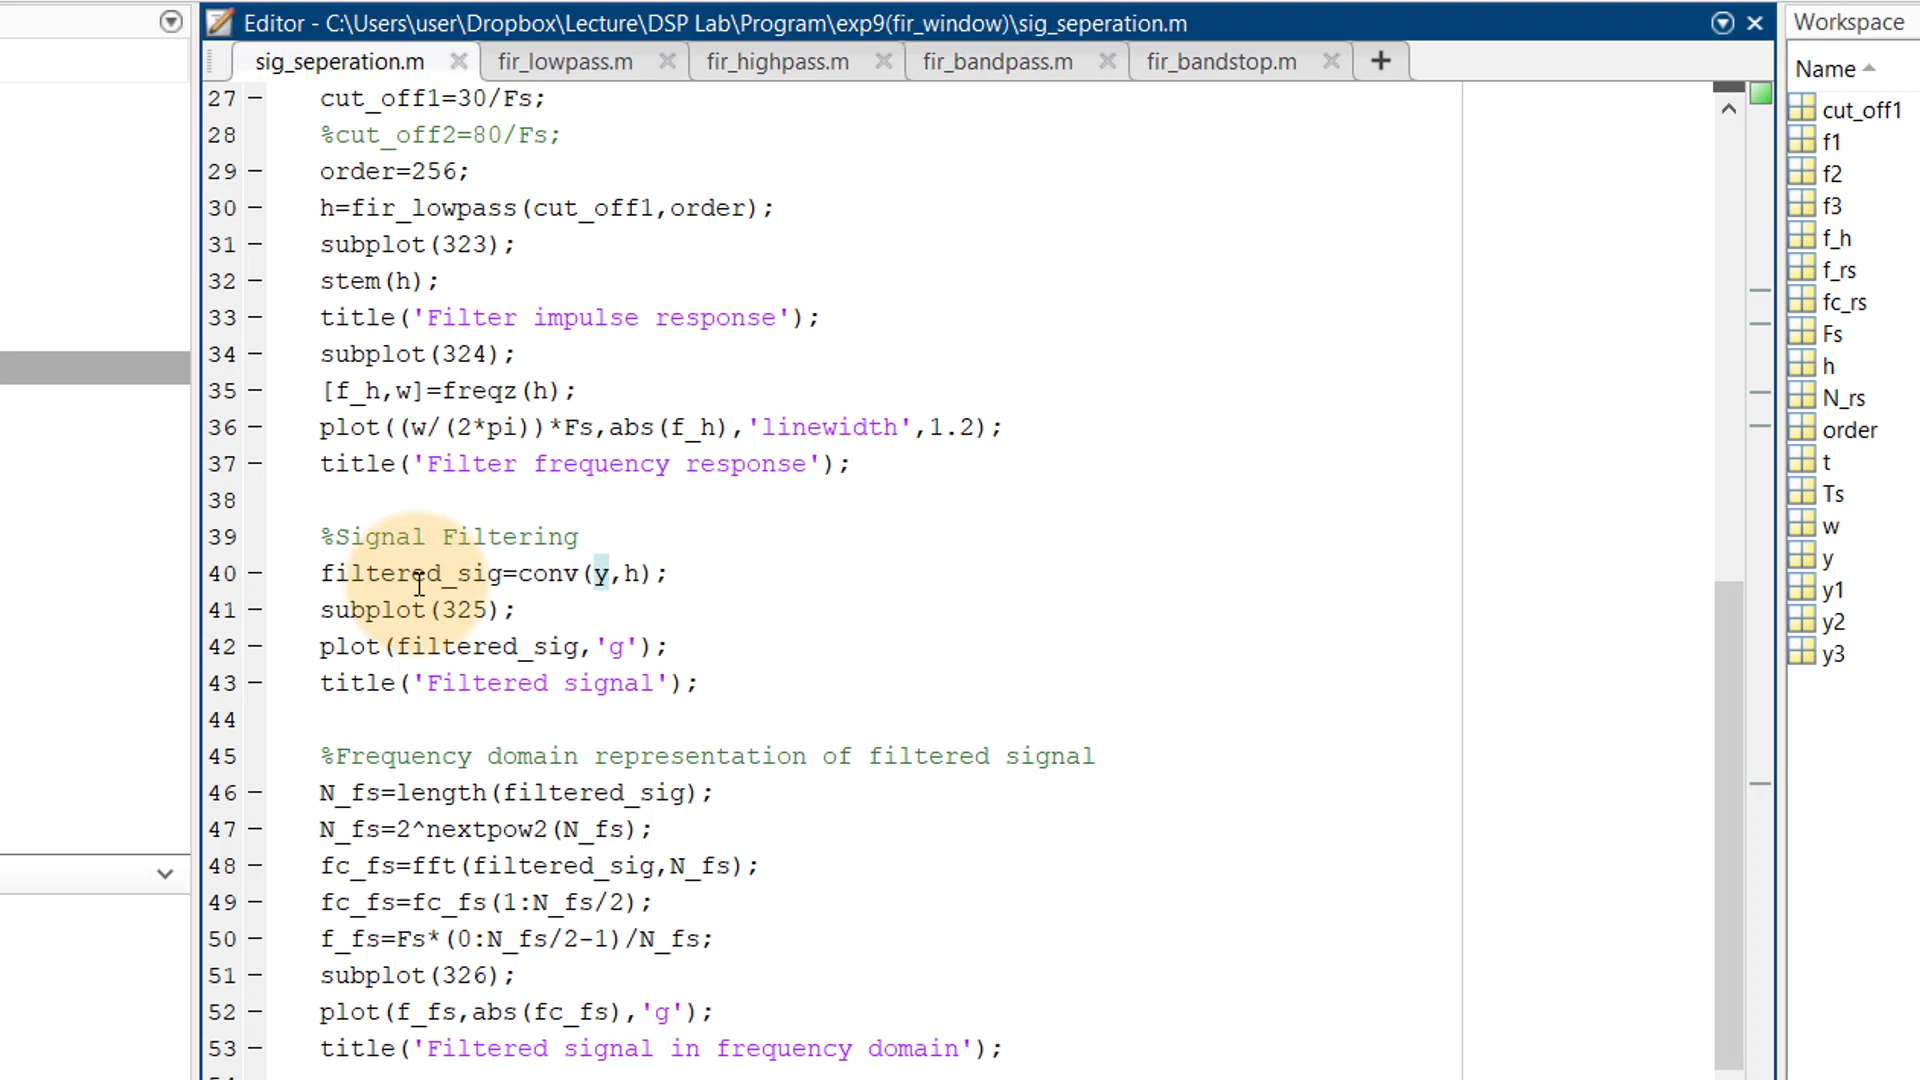 Editor - C:\Users\user\Dropbox\Lecture\DSP Lab\Program\exp9(fir_window)\sig_seperation.m
Workspace
sig_seperation.m fir_lowpass.m fir_highpass.m fir_bandpass.m fir_bandstop.m +
Name
27 – cut_off1=30/Fs;
28 %cut_off2=80/Fs;
29 – order=256;
30 – h=fir_lowpass(cut_off1,order);
31 – subplot(323);
32 – stem(h);
33 – title('Filter impulse response');
34 – subplot(324);
35 – [f_h,w]=freqz(h);
36 – plot((w/(2*pi))*Fs,abs(f_h),'linewidth',1.2);
37 – title('Filter frequency response');
38
39 %Signal Filtering
40 – filtered_sig=conv(y,h);
41 – subplot(325);
42 – plot(filtered_sig,'g');
43 – title('Filtered signal');
44
45 %Frequency domain representation of filtered signal
46 – N_fs=length(filtered_sig);
47 – N_fs=2^nextpow2(N_fs);
48 – fc_fs=fft(filtered_sig,N_fs);
49 – fc_fs=fc_fs(1:N_fs/2);
50 – f_fs=Fs*(0:N_fs/2-1)/N_fs;
51 – subplot(326);
52 – plot(f_fs,abs(fc_fs),'g');
53 – title('Filtered signal in frequency domain');
cut_off1
f1
f2
f3
f_h
f_rs
fc_rs
Fs
h
N_rs
order
t
Ts
w
y
y1
y2
y3